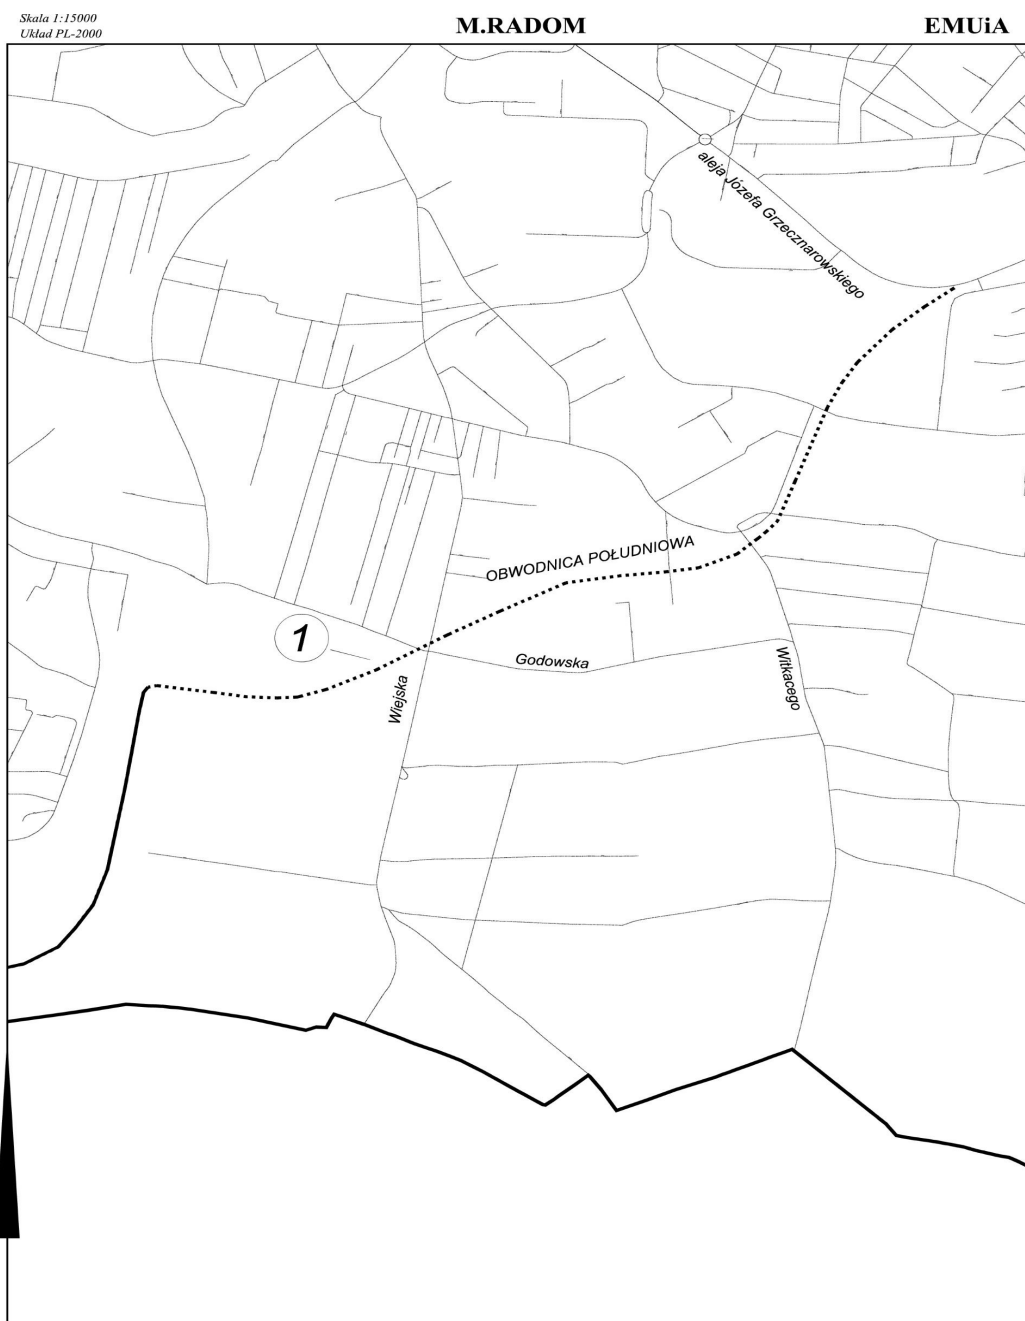 Skala 1:15000
Układ PL-2000
M.RADOM
EMUiA
aleja Józefa Grzecznarowskiego
OBWODNICA POŁUDNIOWA
1
Godowska
Witkacego
Wiejska